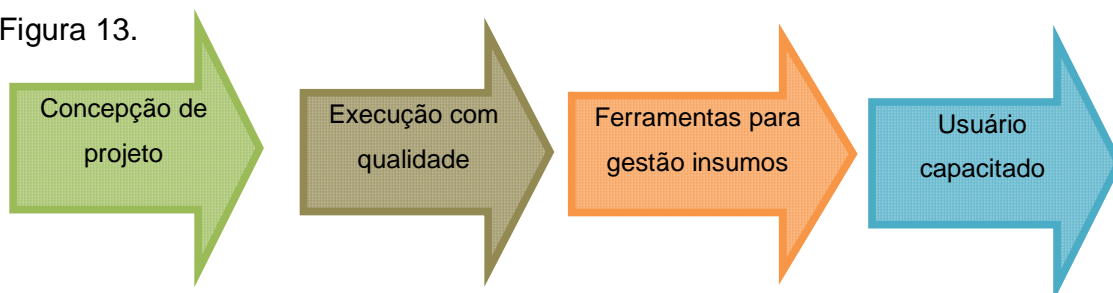 Figura 13.
Concepção de
projeto
Execução com
qualidade
Ferramentas para
gestão insumos
Usuário
capacitado